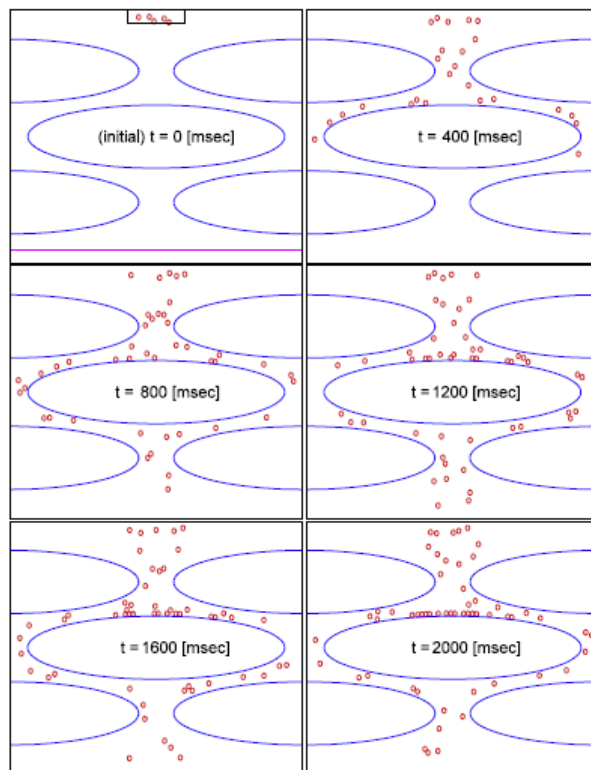 (initial) t = 0 [msec]
t = 400 [msec]
t = 800 [msec]
t = 1200 [msec]
t = 1600 [msec]
t = 2000 [msec]